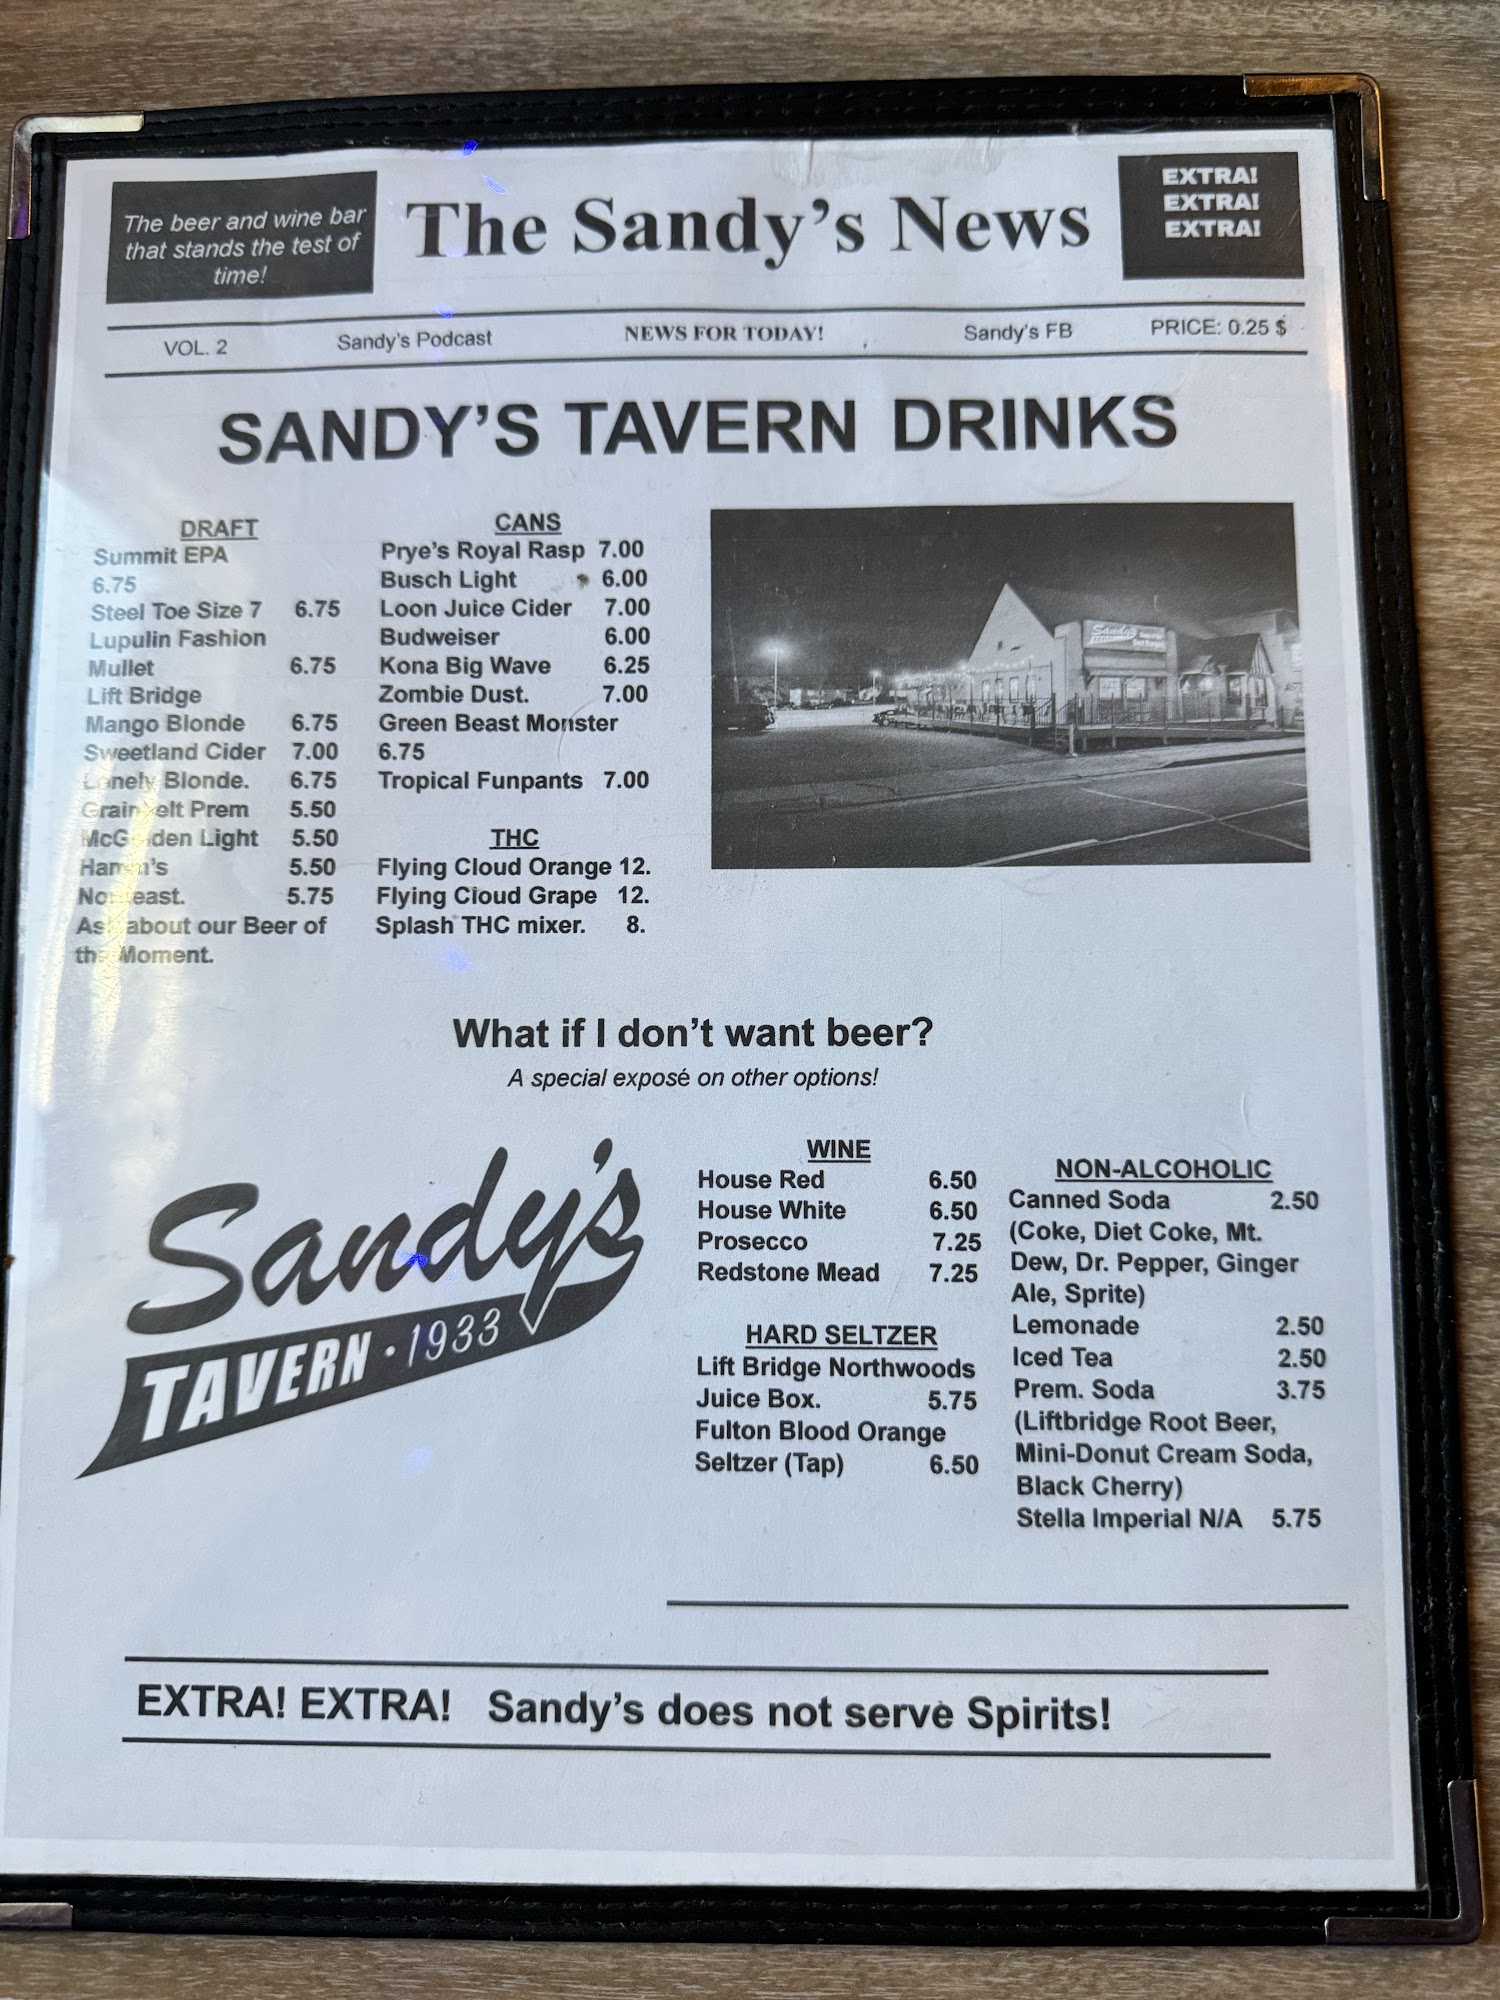 The beer and wine bar
that stands the test of
time!
The Sandy's News
EXTRA!
EXTRA!
EXTRA!
VOL. 2 Sandy's Podcast NEWS FOR TODAY! Sandy's FB PRICE: 0.25 $
SANDY'S TAVERN DRINKS
DRAFT
Summit EPA
6.75
Steel Toe Size 7 6.75
Lupulin Fashion
Mullet 6.75
Lift Bridge
Mango Blonde 6.75
Sweetland Cider 7.00
Lonely Blonde. 6.75
Grain Belt Prem 5.50
McGolden Light 5.50
Hamm's 5.50
Nordeast. 5.75
Ask about our Beer of
the Moment.
CANS
Prye's Royal Rasp 7.00
Busch Light 6.00
Loon Juice Cider 7.00
Budweiser 6.00
Kona Big Wave 6.25
Zombie Dust. 7.00
Green Beast Monster
6.75
Tropical Funpants 7.00
THC
Flying Cloud Orange 12.
Flying Cloud Grape 12.
Splash THC mixer. 8.
Sandy's
What if I don't want beer?
A special exposé on other options!
Sandy's
TAVERN · 1933
WINE
House Red 6.50
House White 6.50
Prosecco 7.25
Redstone Mead 7.25
HARD SELTZER
Lift Bridge Northwoods
Juice Box. 5.75
Fulton Blood Orange
Seltzer (Tap) 6.50
NON-ALCOHOLIC
Canned Soda 2.50
(Coke, Diet Coke, Mt.
Dew, Dr. Pepper, Ginger
Ale, Sprite)
Lemonade 2.50
Iced Tea 2.50
Prem. Soda 3.75
(Liftbridge Root Beer,
Mini-Donut Cream Soda,
Black Cherry)
Stella Imperial N/A 5.75
EXTRA! EXTRA! Sandy's does not serve Spirits!